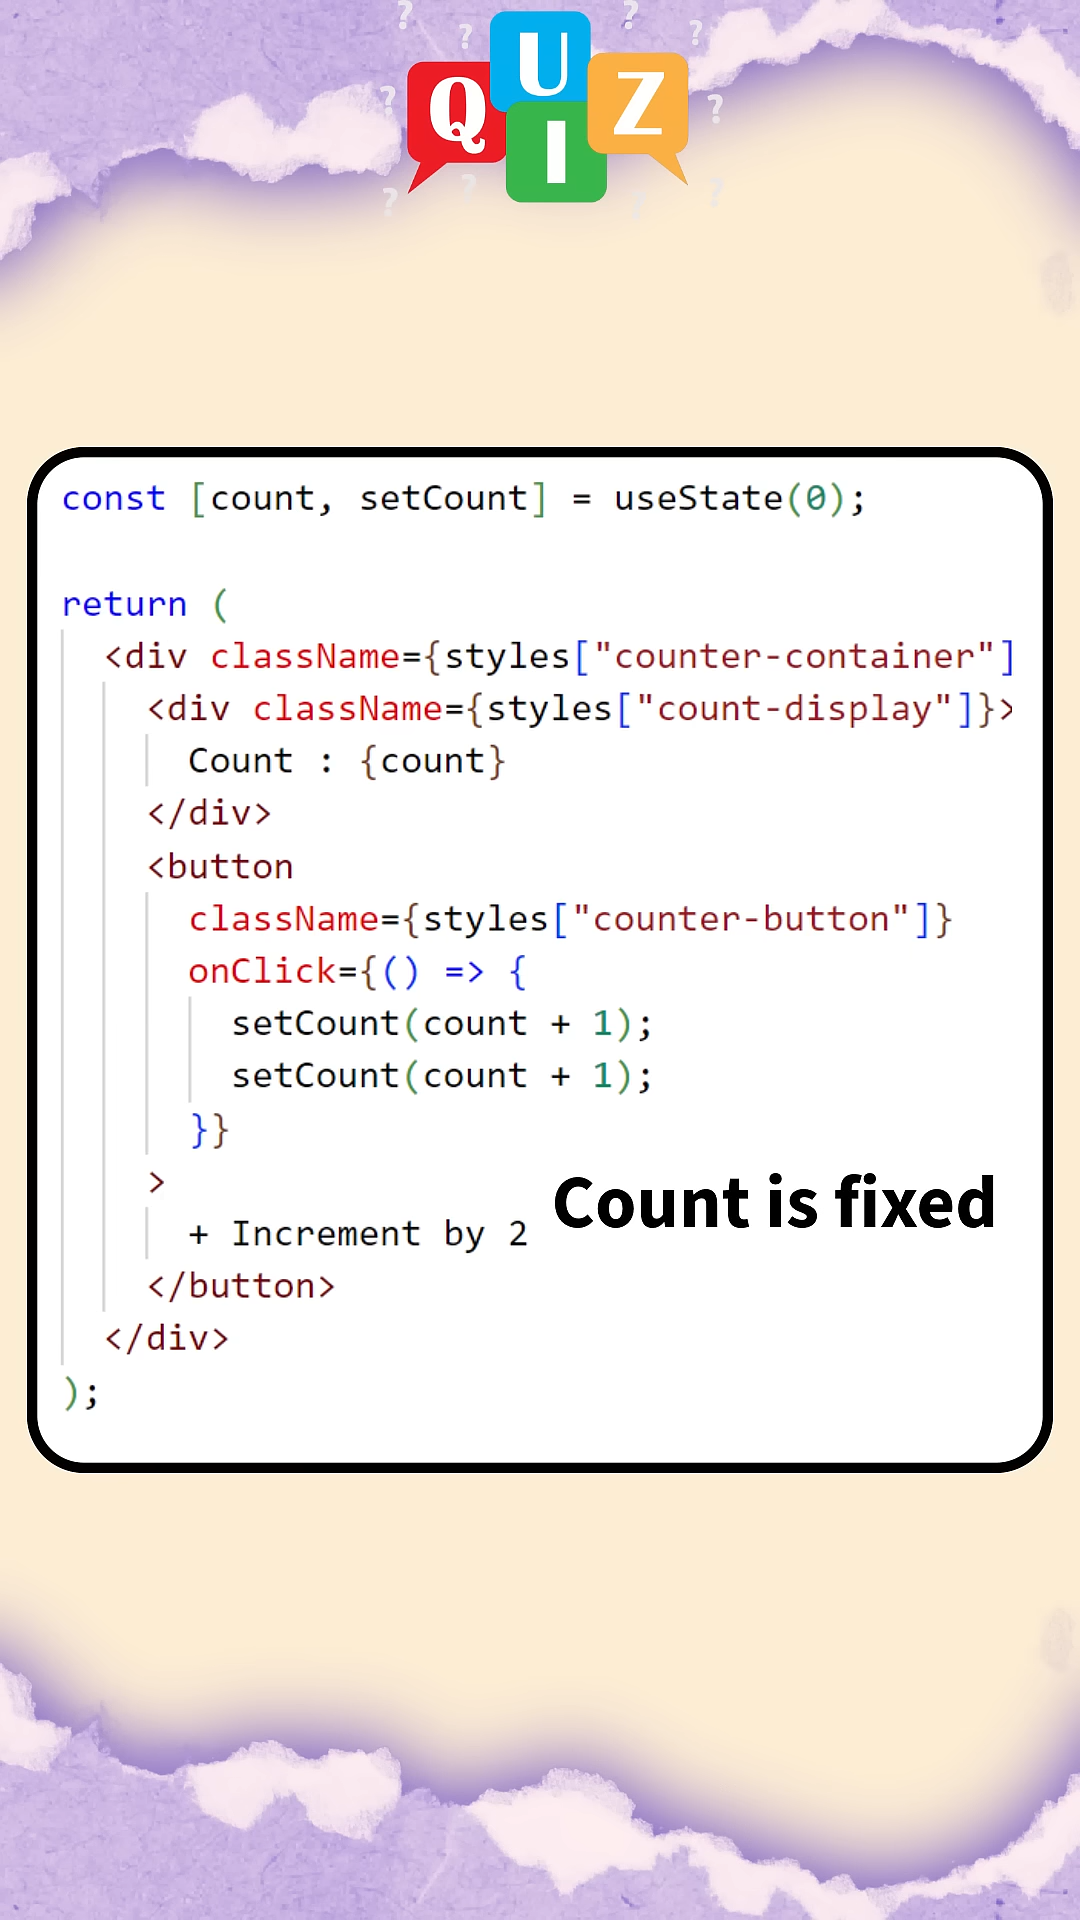 QUIZ
const [count, setCount] = useState(0);
return (
<div className={styles["counter-container"]
<div className={styles["count-display"]}>
Count : {count}
</div>
<button
className={styles["counter-button"]}
onClick={() => {
setCount(count + 1);
setCount(count + 1);
}}
>
+ Increment by 2
Count is fixed
</button>
</div>
);